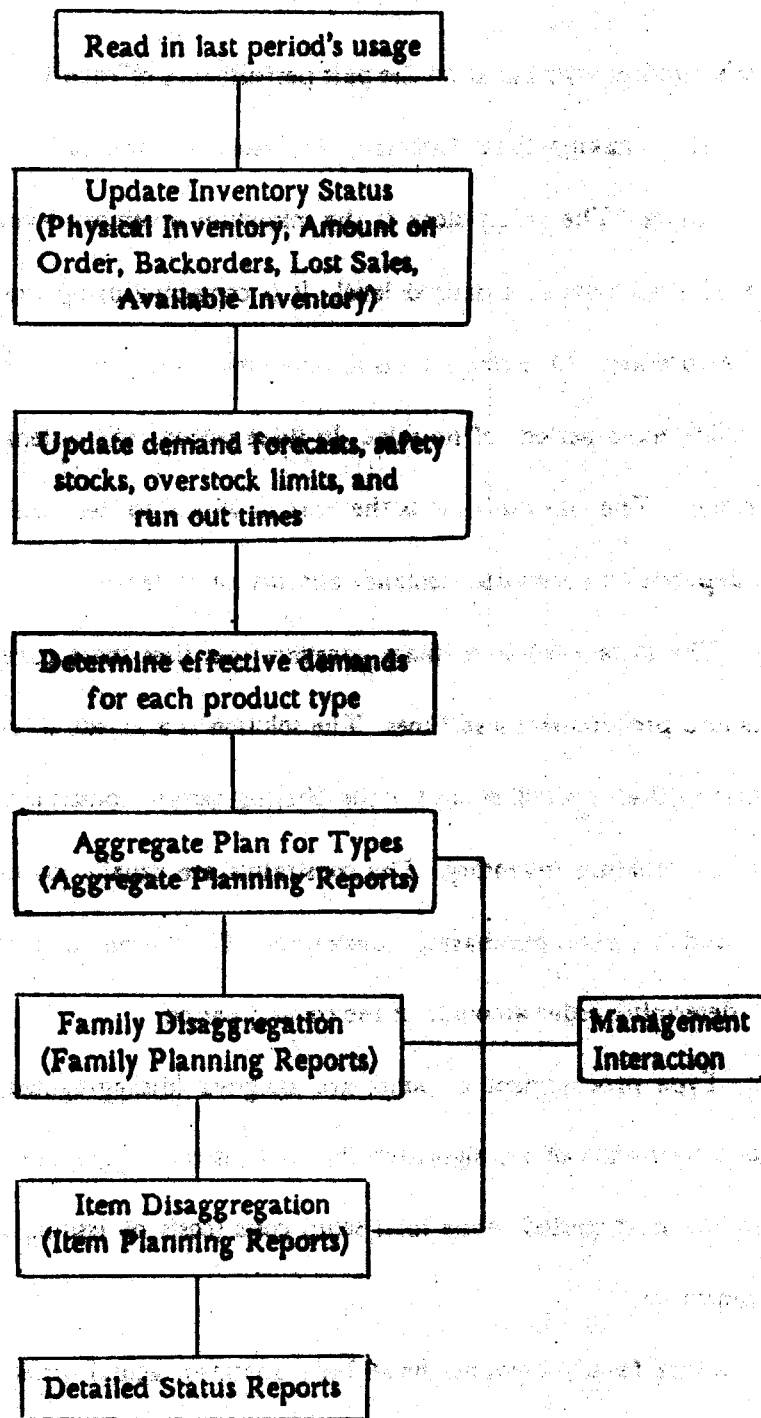 Read in last period's usage
Update Inventory Status
(Physical Inventory, Amount on
Order, Backorders, Lost Sales,
Available Inventory)
Update demand forecasts, safety
stocks, overstock limits, and
run out times
Determine effective demands
for each product type
Aggregate Plan for Types
(Aggregate Planning Reports)
Family Disaggregation
(Family Planning Reports)
Management
Interaction
Item Disaggregation
(Item Planning Reports)
Detailed Status Reports